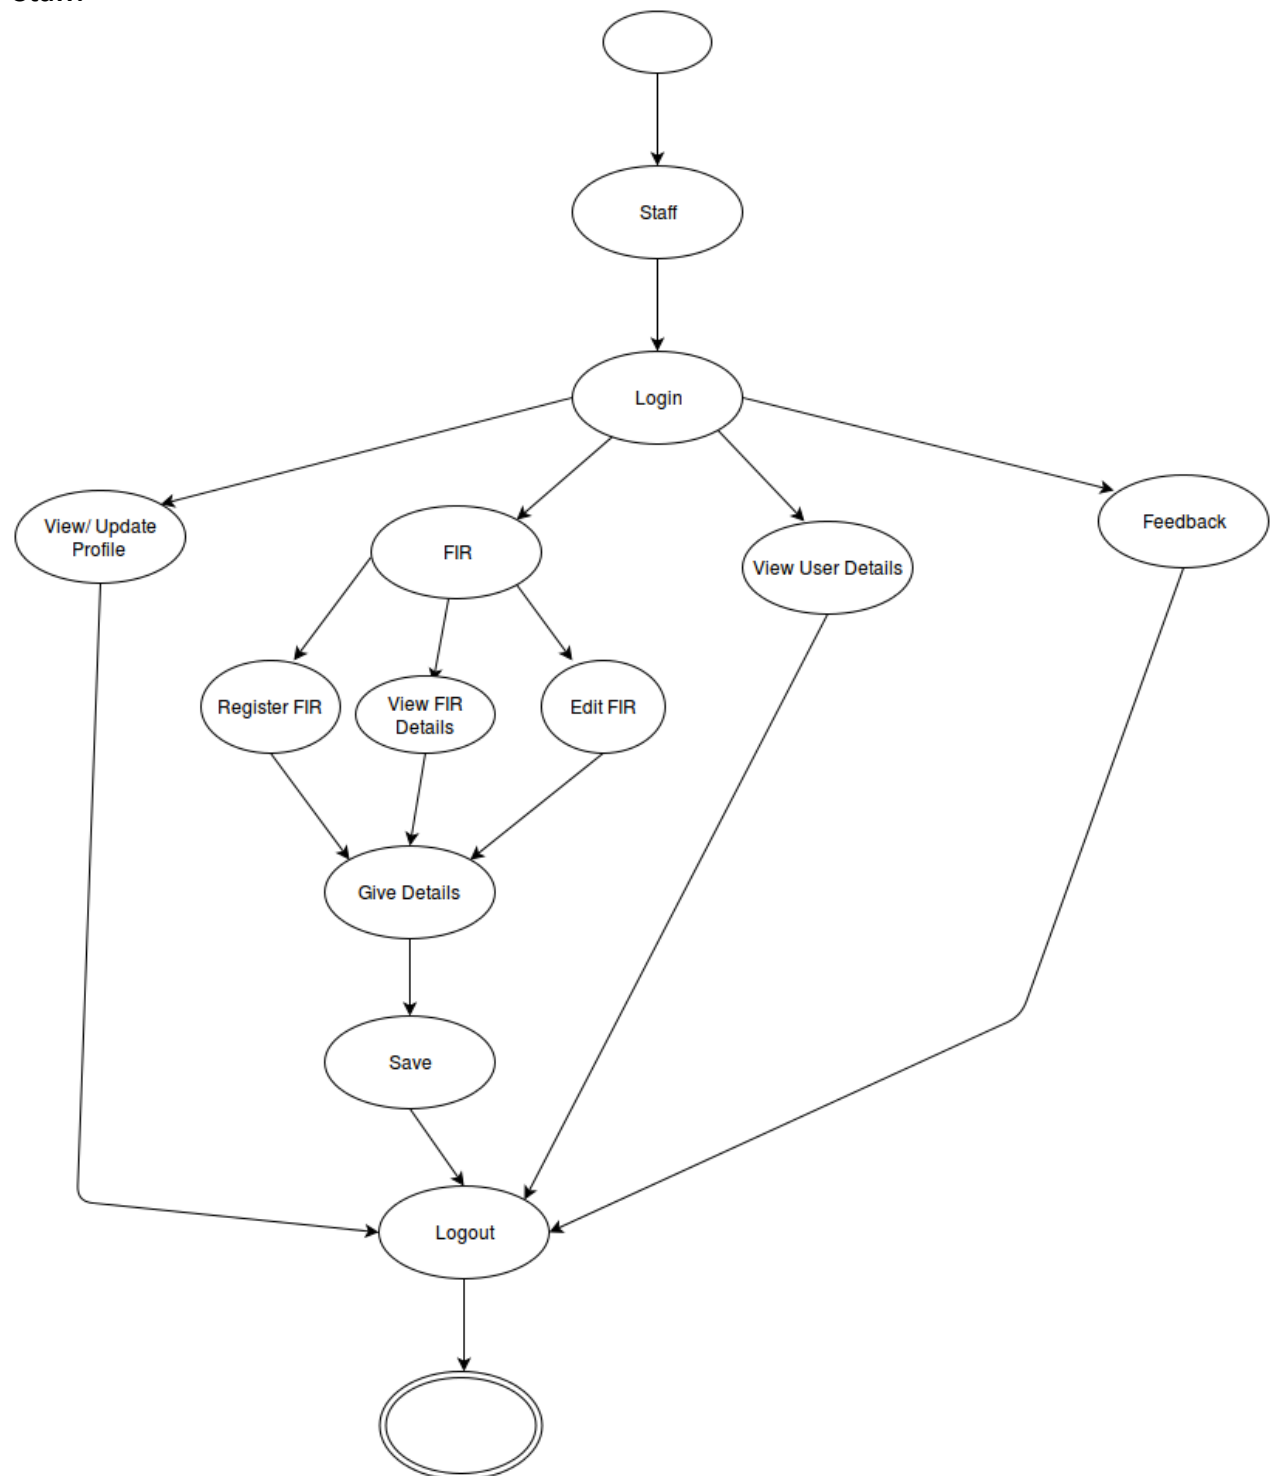 Staff
Login
View/ Update
Profile
FIR
View User Details
Feedback
Register FIR
View FIR
Details
Edit FIR
Give Details
Save
Logout